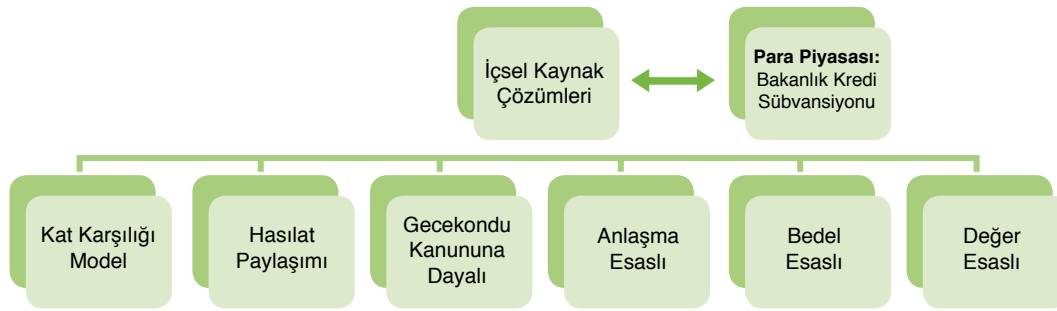 İçsel Kaynak
Çözümleri
Para Piyasası:
Bakanlık Kredi
Sübvansiyonu
Kat Karşılığı
Model
Hasılat
Paylaşımı
Gecekondu
Kanununa
Dayalı
Anlaşma
Esaslı
Bedel
Esaslı
Değer
Esaslı